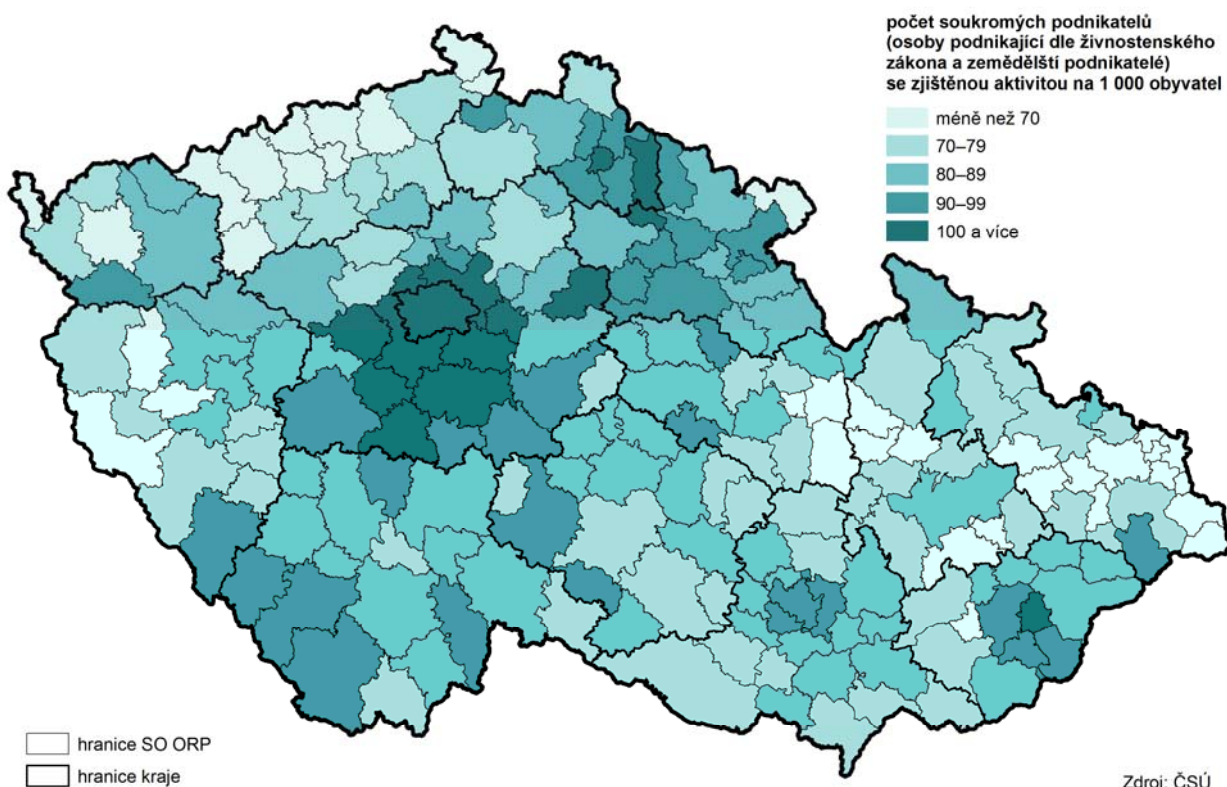 počet soukromých podnikatelů
(osoby podnikající dle živnostenského
zákona a zemědělští podnikatelé)
se zjištěnou aktivitou na 1 000 obyvatel
méně než 70
70–79
80–89
90–99
100 a více
hranice SO ORP
hranice kraje
Zdroj: ČSÚ